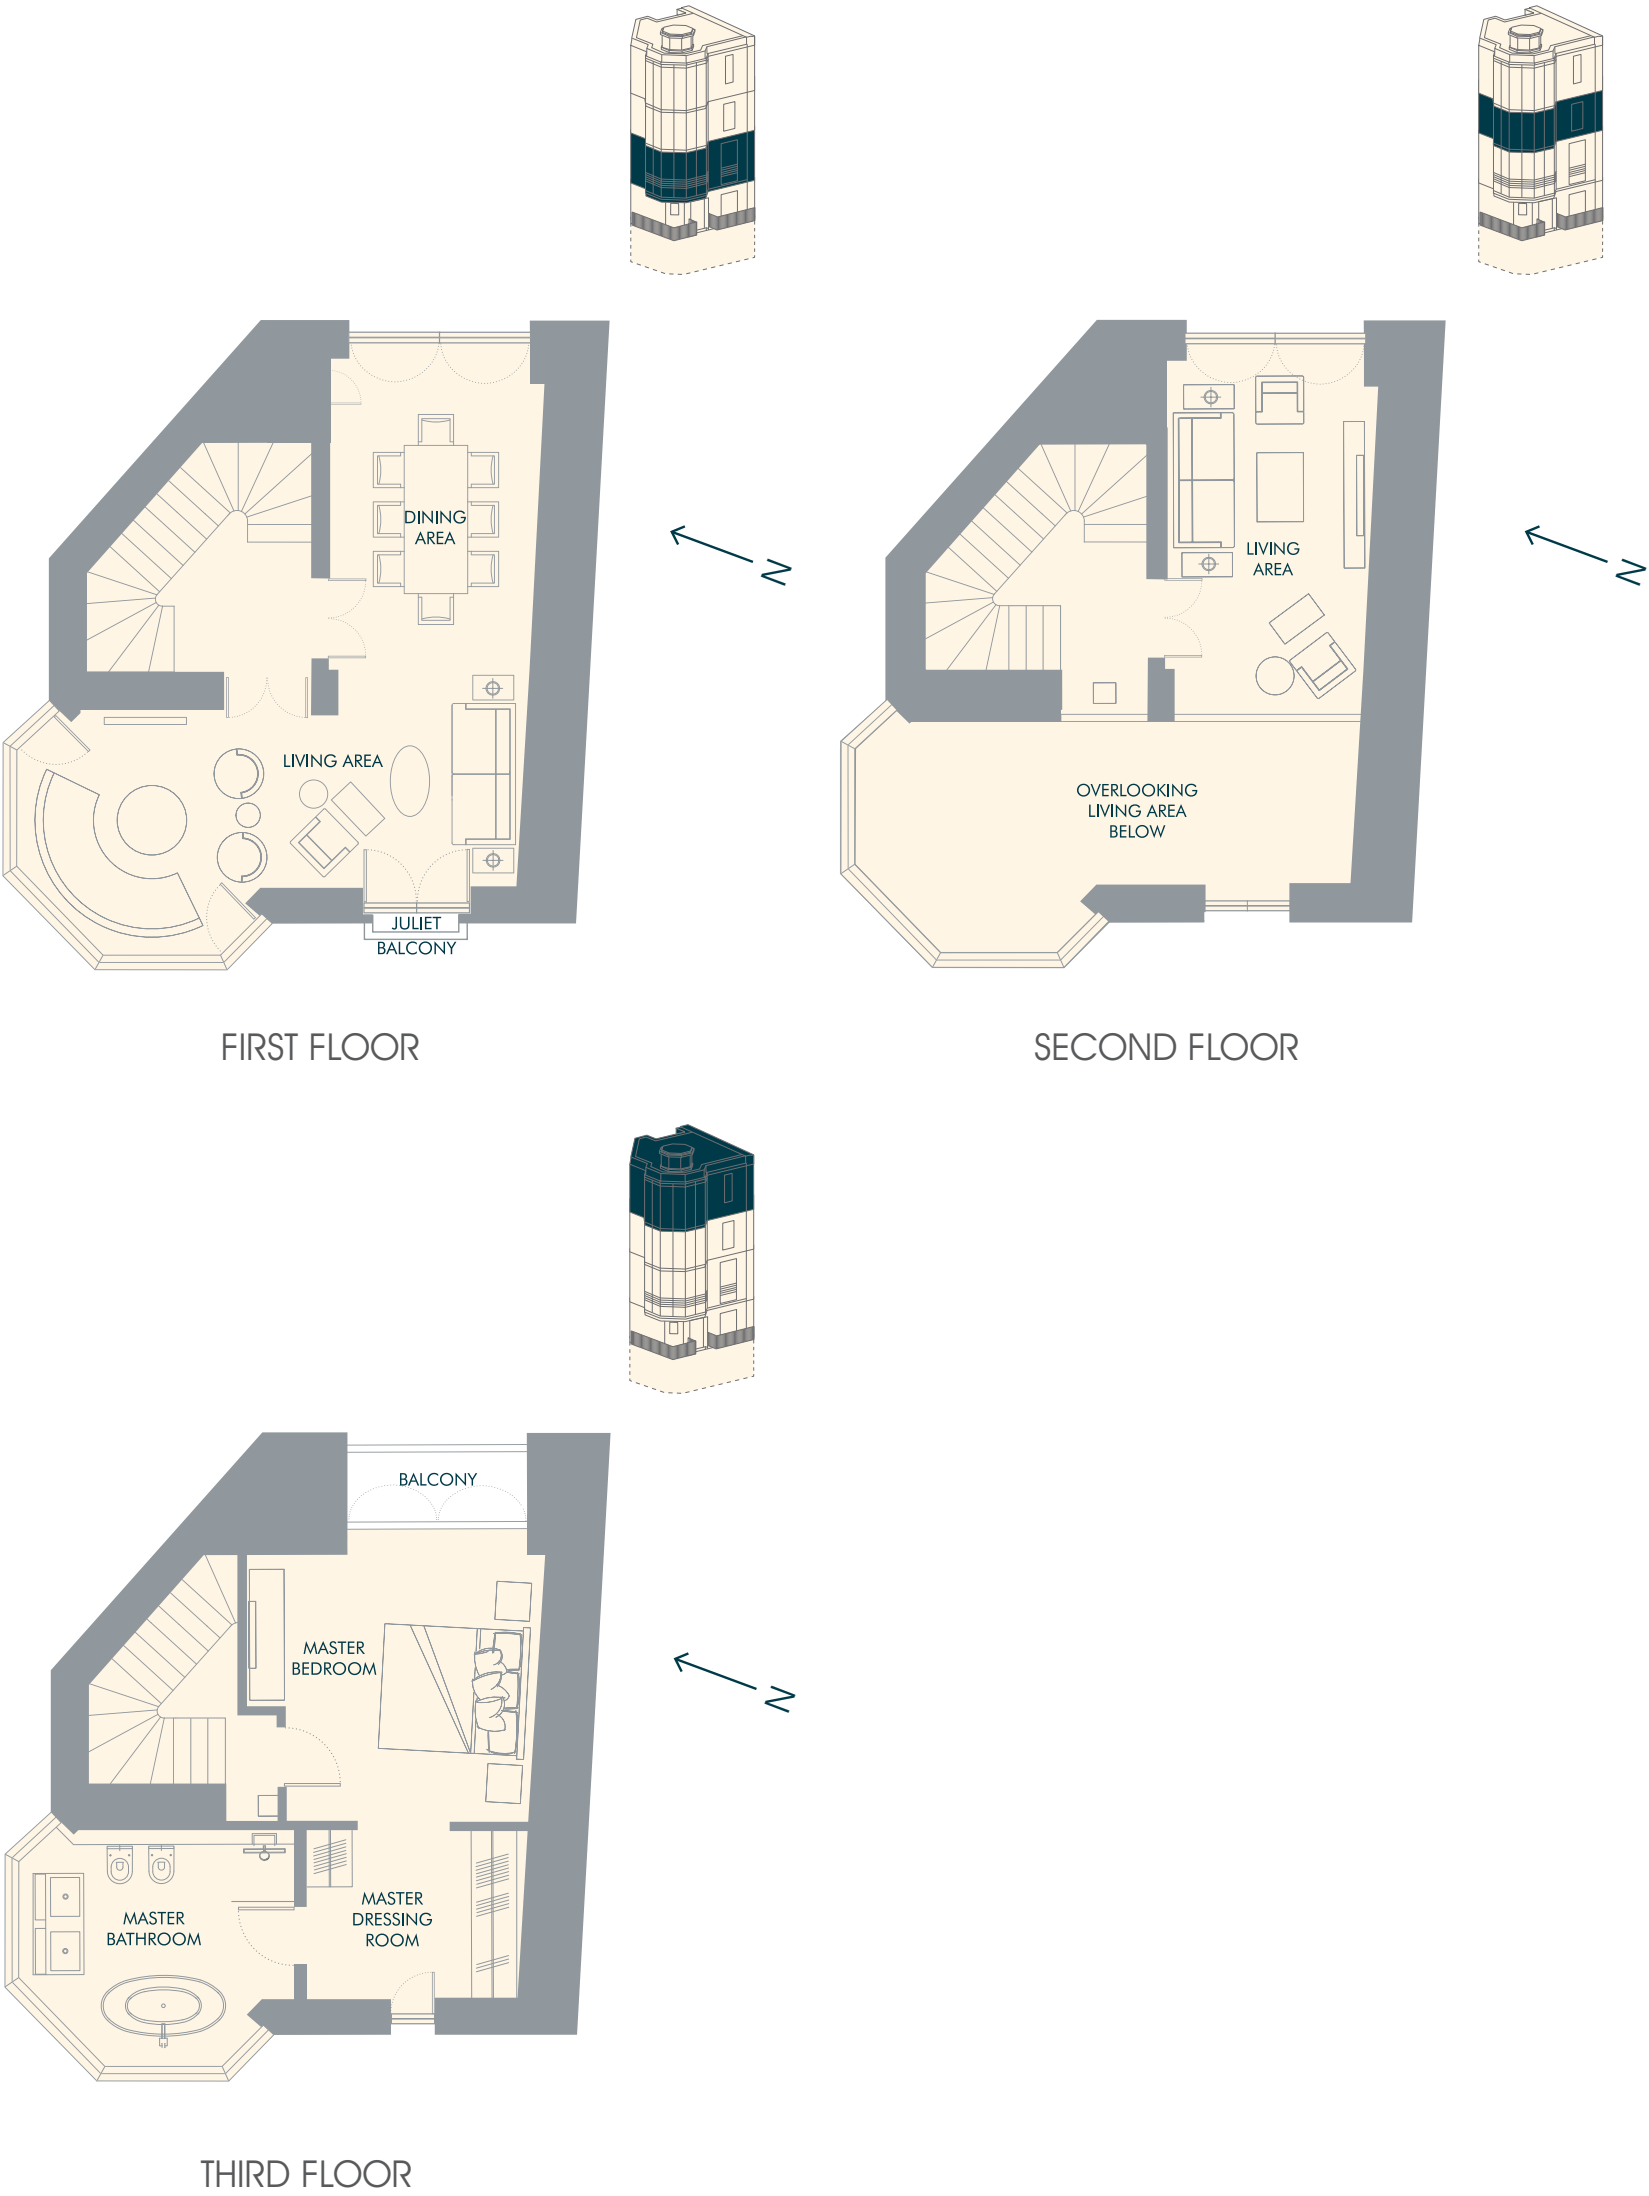 DINING
AREA
LIVING AREA
JULIET
BALCONY
N
FIRST FLOOR
LIVING
AREA
OVERLOOKING
LIVING AREA
BELOW
N
SECOND FLOOR
BALCONY
MASTER
BEDROOM
MASTER
DRESSING
ROOM
MASTER
BATHROOM
N
THIRD FLOOR